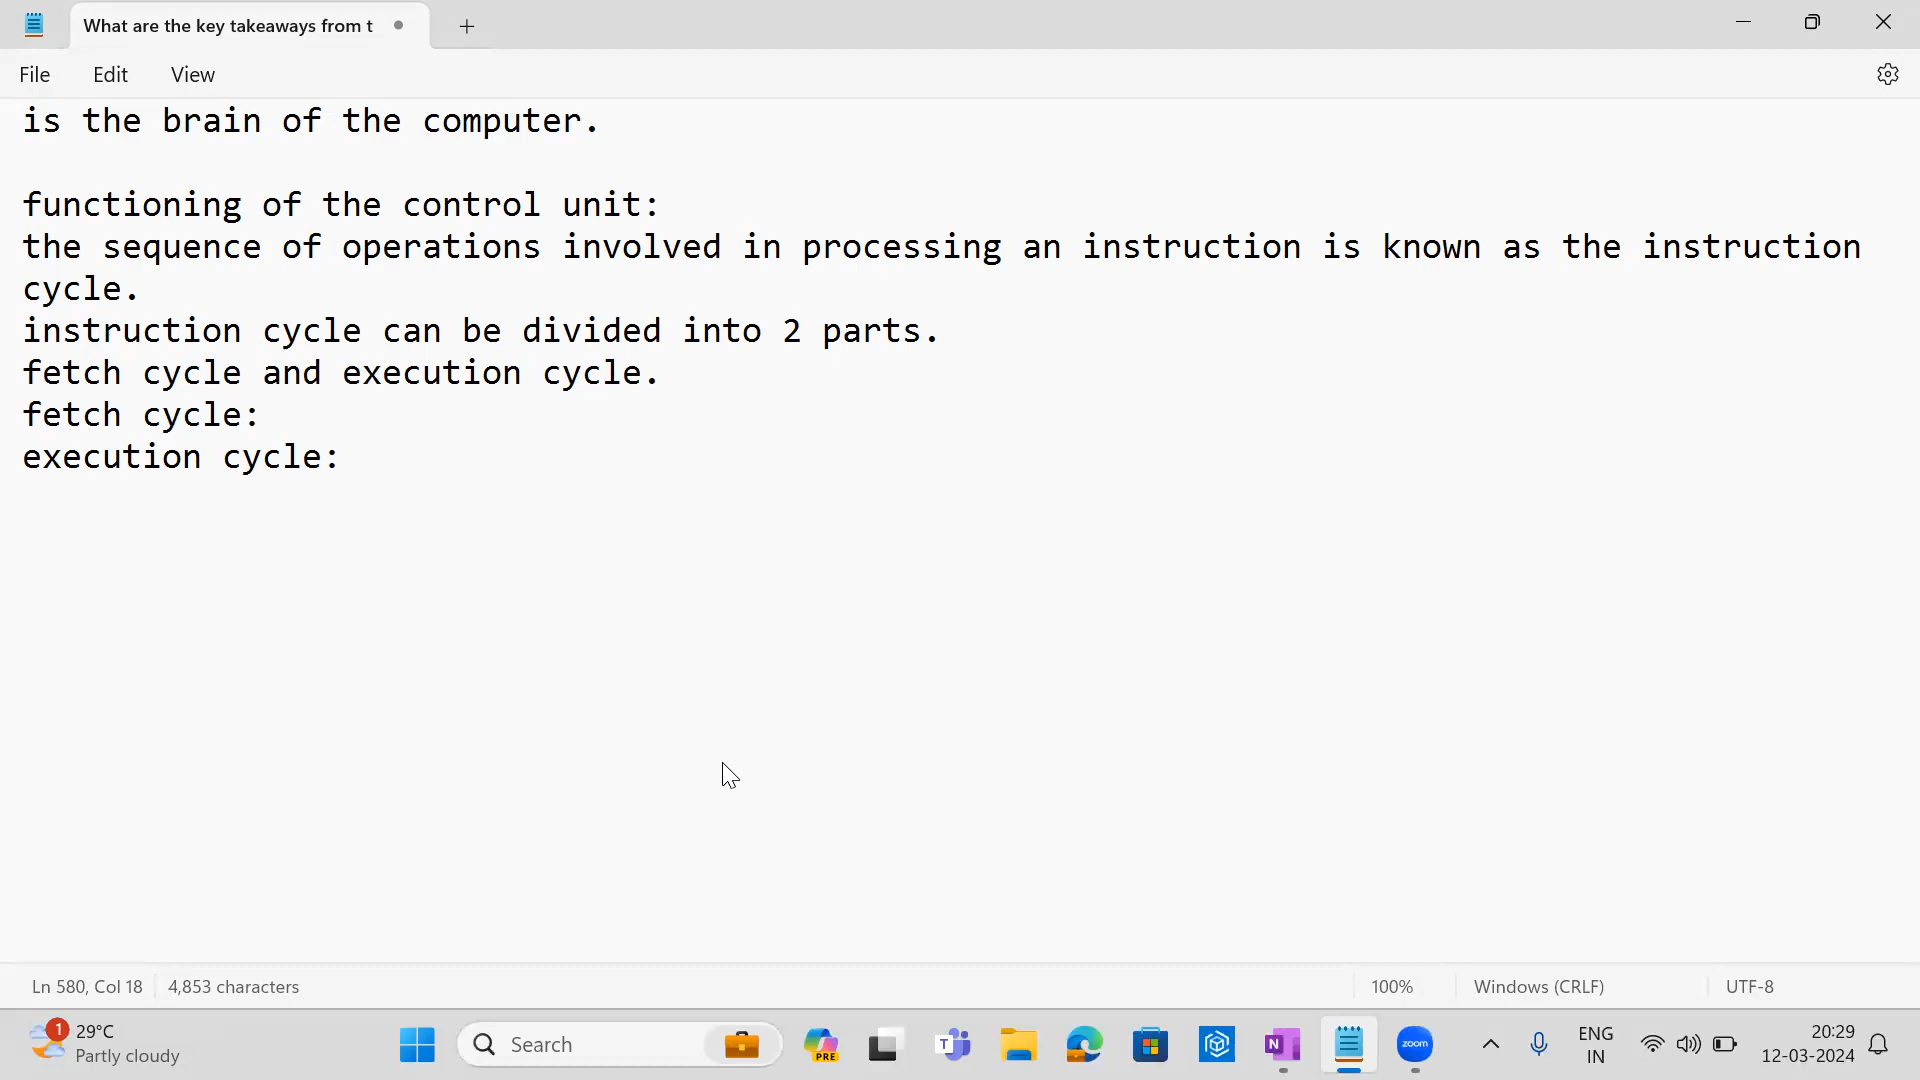 What are the key takeaways from t
File Edit View
is the brain of the computer.
functioning of the control unit:
the sequence of operations involved in processing an instruction is known as the instruction
cycle.
instruction cycle can be divided into 2 parts.
fetch cycle and execution cycle.
fetch cycle:
execution cycle:
Ln 580, Col 18 4,853 characters 100% Windows (CRLF) UTF-8
1 29°C
Partly cloudy
Search
PRE
T
N
zoom
ENG
IN
20:29
12-03-2024